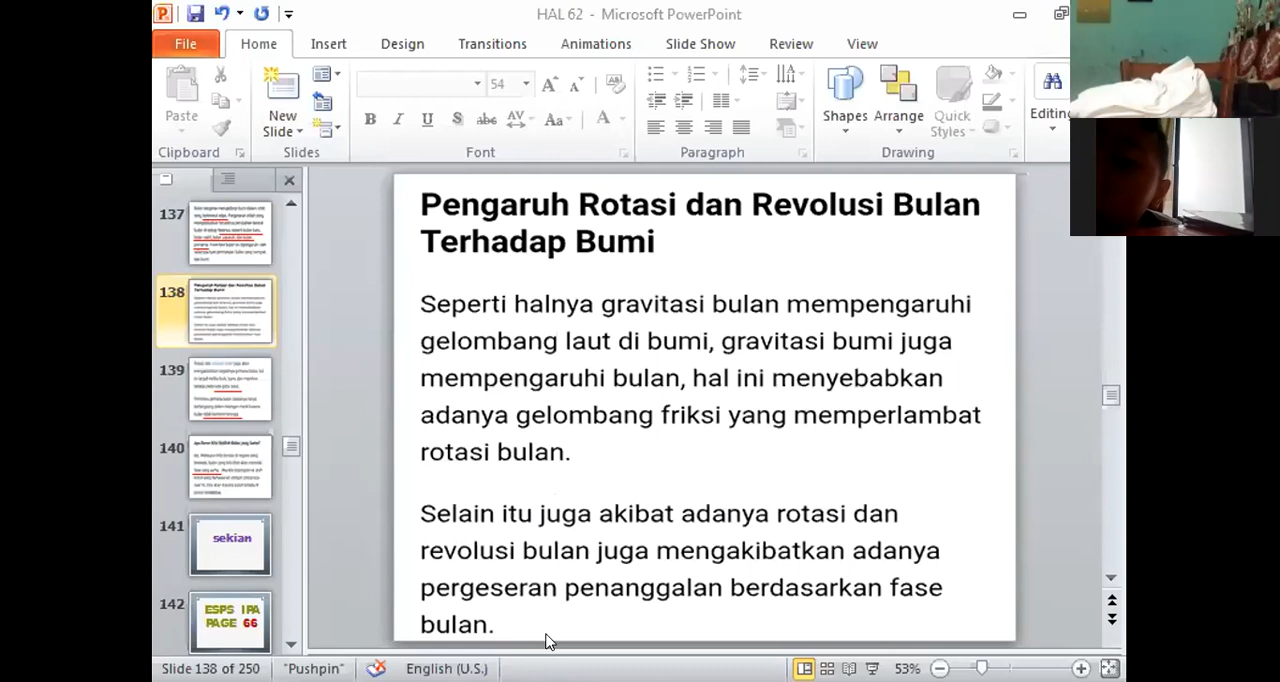 HAL 62 - Microsoft PowerPoint
File Home Insert Design Transitions Animations Slide Show Review View
54
Paste
New
Slide
Shapes Arrange Quick
Styles
Editing
Clipboard Slides Font Paragraph Drawing
137
138
139
140
141
sekian
142
ESPS IPA
PAGE 66
Pengaruh Rotasi dan Revolusi Bulan
Terhadap Bumi
Seperti halnya gravitasi bulan mempengaruhi
gelombang laut di bumi, gravitasi bumi juga
mempengaruhi bulan, hal ini menyebabkan
adanya gelombang friksi yang memperlambat
rotasi bulan.
Selain itu juga akibat adanya rotasi dan
revolusi bulan juga mengakibatkan adanya
pergeseran penanggalan berdasarkan fase
bulan.
Slide 138 of 250 "Pushpin" English (U.S.) 53%